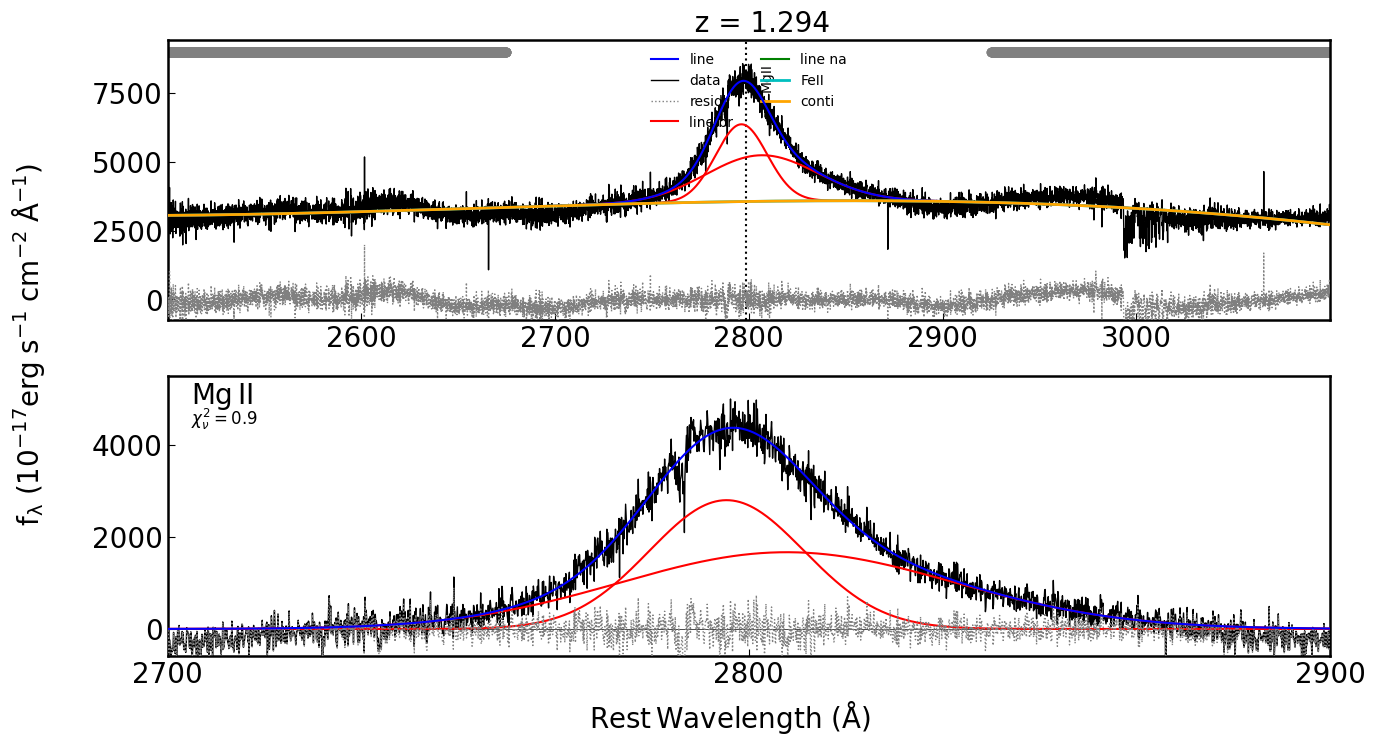 z = 1.294
line
data
resid
line br
line na
FeII
conti
MgII
7500
5000
2500
0
2600
2700
2800
2900
3000
f_λ (10^{-17} erg s^{-1} cm^{-2} Å^{-1})
Mg II
χ²_ν = 0.9
4000
2000
0
2700
2800
2900
Rest Wavelength (Å)